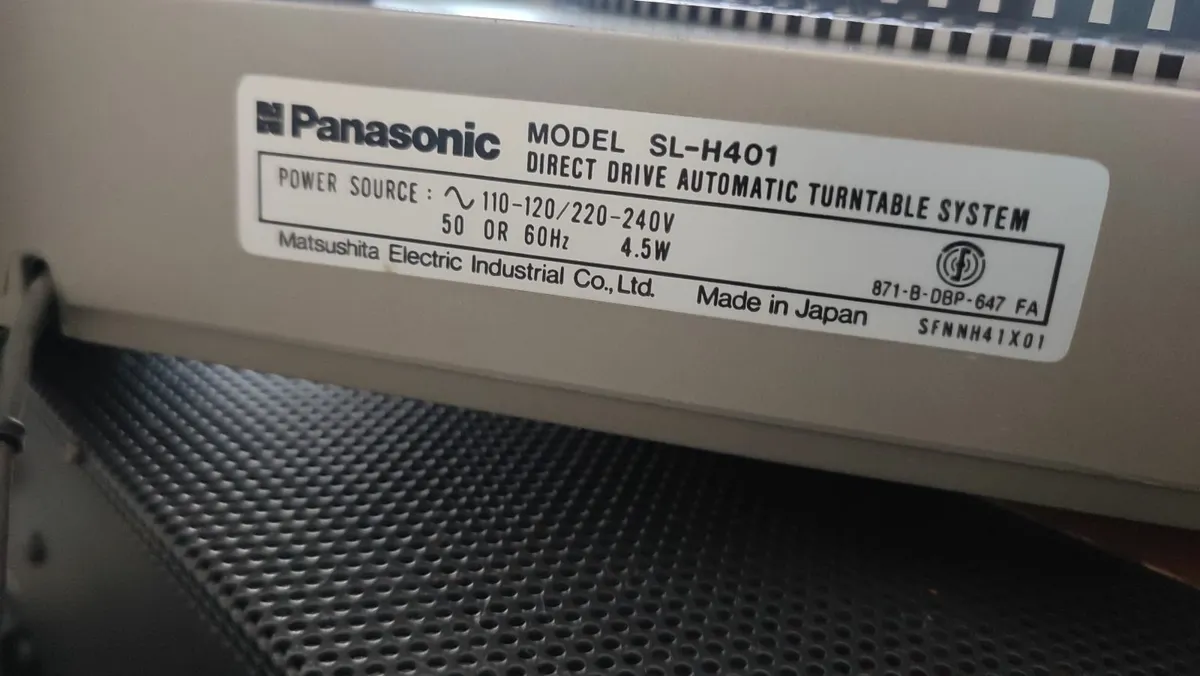 Panasonic MODEL SL-H401
DIRECT DRIVE AUTOMATIC TURNTABLE SYSTEM
POWER SOURCE : ∿ 110-120/220-240V
50 OR 60Hz 4.5W
871-B-DBP-647 FA
Matsushita Electric Industrial Co., Ltd. Made in Japan SFNNH41X01